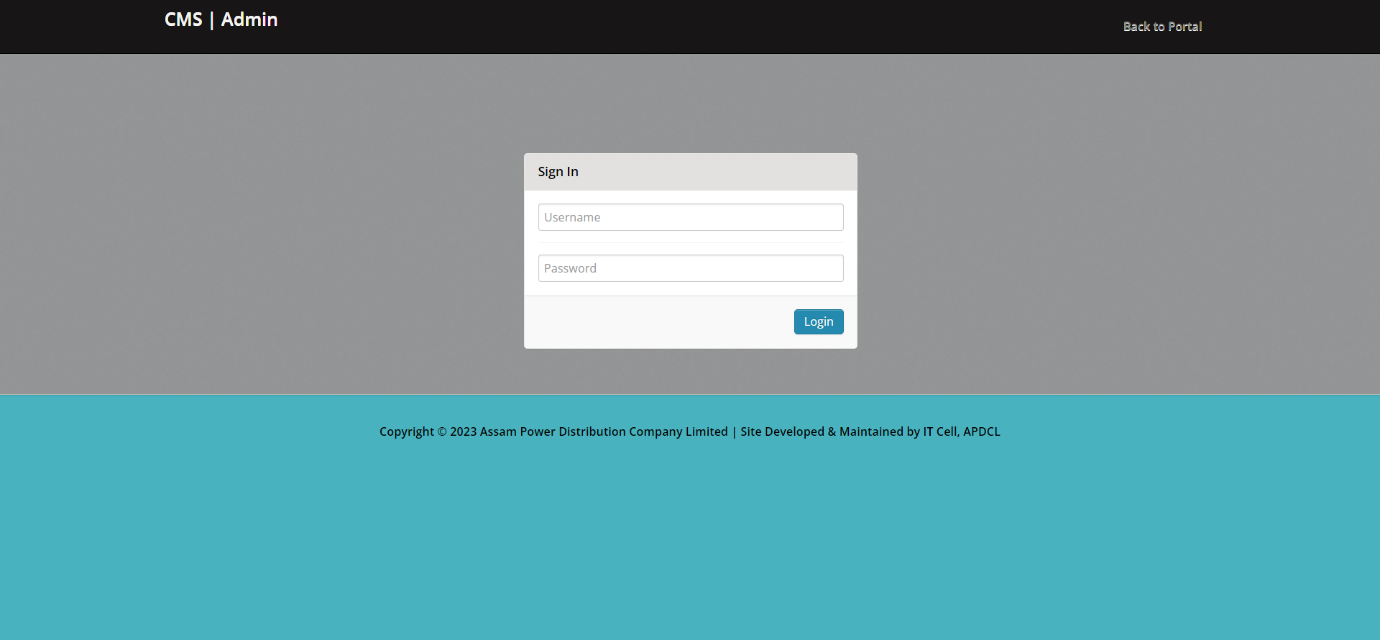 CMS | Admin
Back to Portal
Sign In
Username
Password
Login
Copyright © 2023 Assam Power Distribution Company Limited | Site Developed & Maintained by IT Cell, APDCL